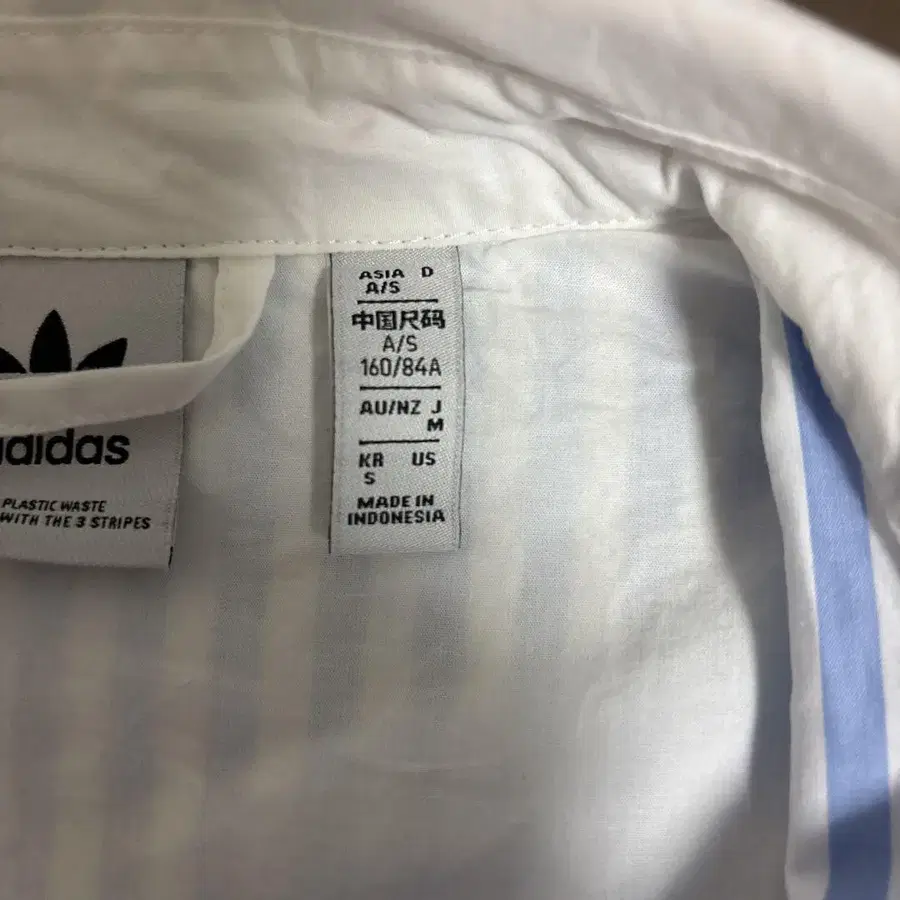 adidas
PLASTIC WASTE
WITH THE 3 STRIPES
ASIA D
A/S
中国尺码
A/S
160/84A
AU/NZ J
M
KR US
S
MADE IN
INDONESIA